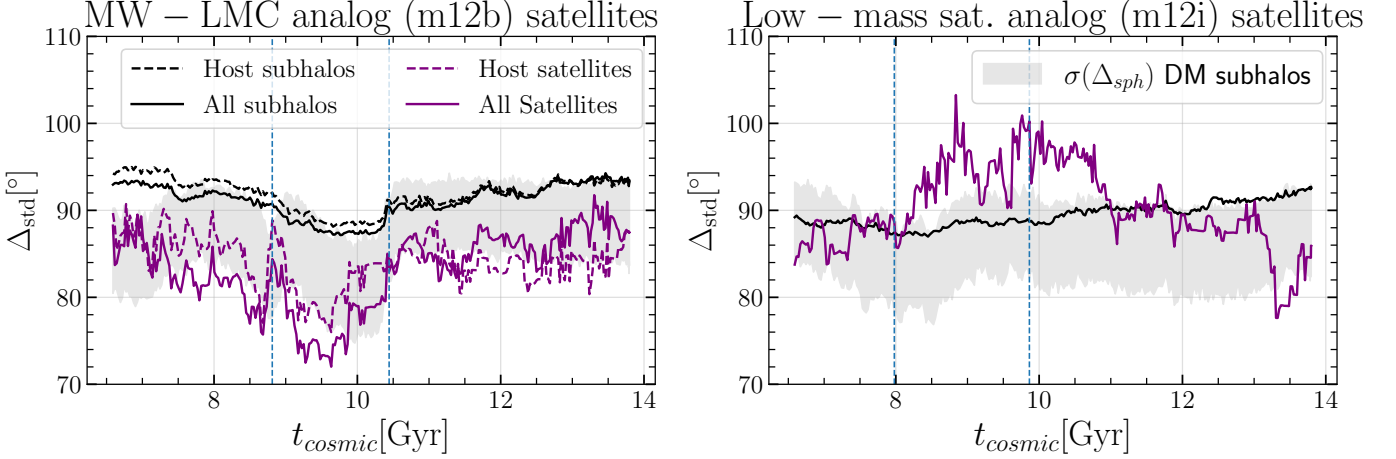 MW − LMC analog (m12b) satellites
110
100
90
80
70
Δstd[°]
Host subhalos
All subhalos
Host satellites
All Satellites
8
10
12
14
tcosmic[Gyr]
Low − mass sat. analog (m12i) satellites
110
100
90
80
70
Δstd[°]
σ(Δsph) DM subhalos
8
10
12
14
tcosmic[Gyr]